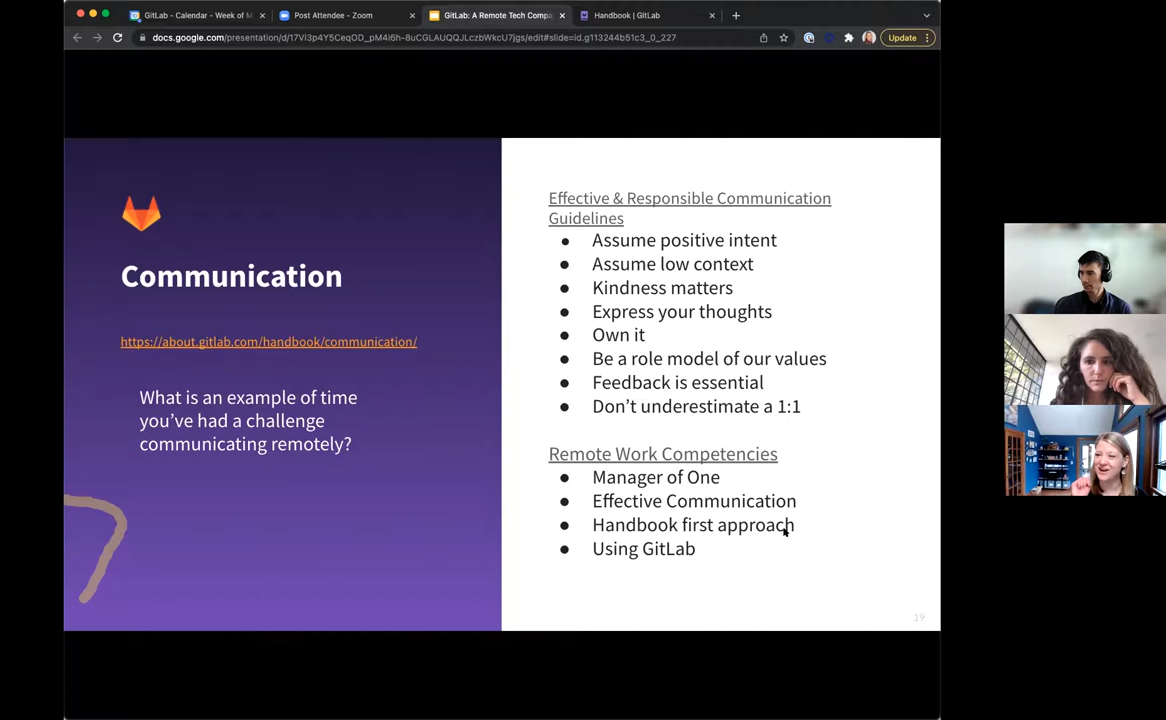 GitLab - Calendar - Week of M
Post Attendee - Zoom
GitLab: A Remote Tech Compa
Handbook | GitLab
docs.google.com/presentation/d/17Vl3p4Y5CeqOD_pM4i6h-8uCGLAUQQJLczbWkcU7jgs/edit#slide=id.g113244b51c3_0_227
Update
Communication
https://about.gitlab.com/handbook/communication/
What is an example of time
you've had a challenge
communicating remotely?
Effective & Responsible Communication
Guidelines
● Assume positive intent
● Assume low context
● Kindness matters
● Express your thoughts
● Own it
● Be a role model of our values
● Feedback is essential
● Don't underestimate a 1:1
Remote Work Competencies
● Manager of One
● Effective Communication
● Handbook first approach
● Using GitLab
19